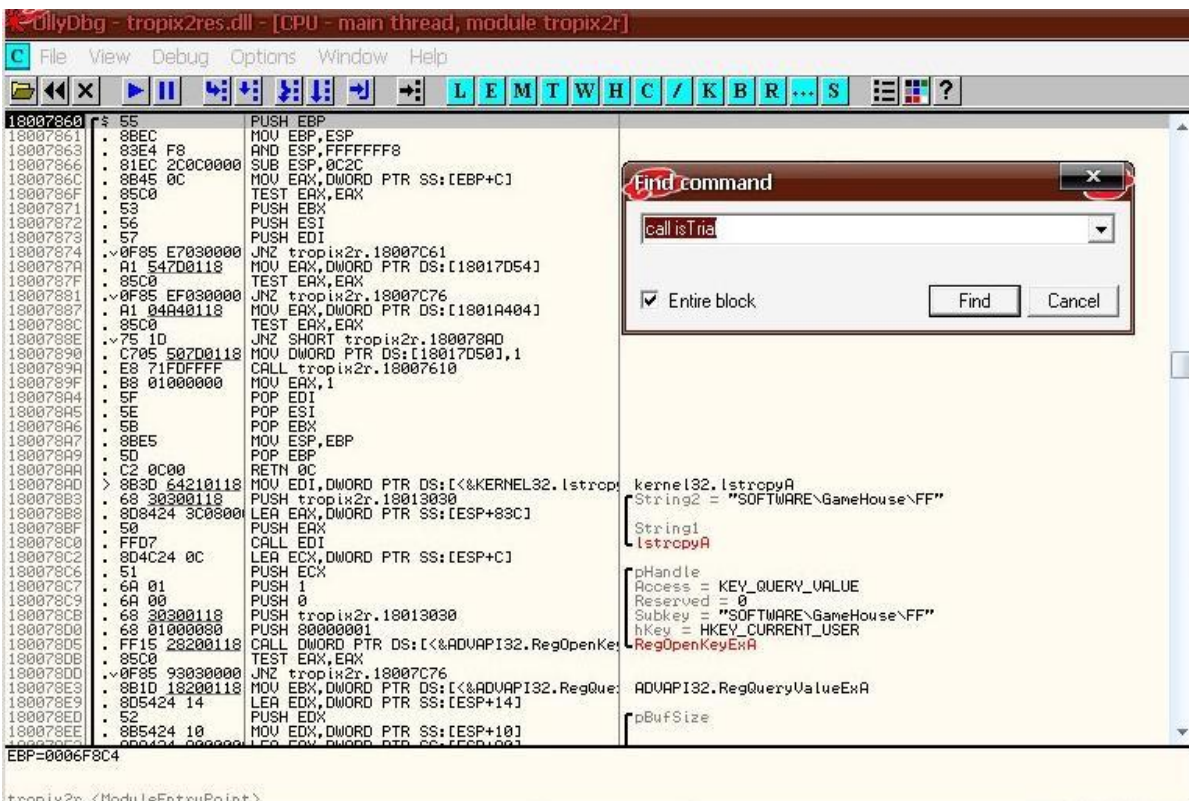 OllyDbg - tropix2res.dll - [CPU - main thread, module tropix2r]
C File View Debug Options Window Help
L E M T W H C / K B R ... S ?
18007860 $ 55 PUSH EBP
18007861 . 8BEC MOV EBP,ESP
18007863 . 83E4 F8 AND ESP,FFFFFFF8
18007866 . 81EC 2C0C0000 SUB ESP,0C2C
1800786C . 8B45 0C MOV EAX,DWORD PTR SS:[EBP+C]
1800786F . 85C0 TEST EAX,EAX
18007871 . 53 PUSH EBX
18007872 . 56 PUSH ESI
18007873 . 57 PUSH EDI
18007874 .v0F85 E7030000 JNZ tropix2r.18007C61
1800787A . A1 547D0118 MOV EAX,DWORD PTR DS:[18017D54]
1800787F . 85C0 TEST EAX,EAX
18007881 .v0F85 EF030000 JNZ tropix2r.18007C76
18007887 . A1 04A40118 MOV EAX,DWORD PTR DS:[1801A404]
1800788C . 85C0 TEST EAX,EAX
1800788E .v75 1D JNZ SHORT tropix2r.180078AD
18007890 . C705 507D0118 MOV DWORD PTR DS:[18017D50],1
1800789A . E8 71FDFFFF CALL tropix2r.18007610
1800789F . B8 01000000 MOV EAX,1
180078A4 . 5F POP EDI
180078A5 . 5E POP ESI
180078A6 . 5B POP EBX
180078A7 . 8BE5 MOV ESP,EBP
180078A9 . 5D POP EBP
180078AA . C2 0C00 RETN 0C
180078AD > 8B3D 64210118 MOV EDI,DWORD PTR DS:[<&KERNEL32.lstrcp kernel32.lstrcpyA
180078B3 . 68 30300118 PUSH tropix2r.18013030 String2 = "SOFTWARE\GameHouse\FF"
180078B8 . 8D8424 3C0800 LEA EAX,DWORD PTR SS:[ESP+83C]
180078BF . 50 PUSH EAX String1
180078C0 . FFD7 CALL EDI lstrcpyA
180078C2 . 8D4C24 0C LEA ECX,DWORD PTR SS:[ESP+C]
180078C6 . 51 PUSH ECX pHandle
180078C7 . 6A 01 PUSH 1 Access = KEY_QUERY_VALUE
180078C9 . 6A 00 PUSH 0 Reserved = 0
180078CB . 68 30300118 PUSH tropix2r.18013030 Subkey = "SOFTWARE\GameHouse\FF"
180078D0 . 68 01000080 PUSH 80000001 hKey = HKEY_CURRENT_USER
180078D5 . FF15 28200118 CALL DWORD PTR DS:[<&ADVAPI32.RegOpenKe RegOpenKeyExA
180078DB . 85C0 TEST EAX,EAX
180078DD .v0F85 93030000 JNZ tropix2r.18007C76
180078E3 . 8B1D 18200118 MOV EBX,DWORD PTR DS:[<&ADVAPI32.RegQue ADVAPI32.RegQueryValueExA
180078E9 . 8D5424 14 LEA EDX,DWORD PTR SS:[ESP+14]
180078ED . 52 PUSH EDX pBufSize
180078EE . 8B5424 10 MOV EDX,DWORD PTR SS:[ESP+10]
Find command
x
call isTrial
Entire block Find Cancel
EBP=0006F8C4
tropix2r.<ModuleEntryPoint>